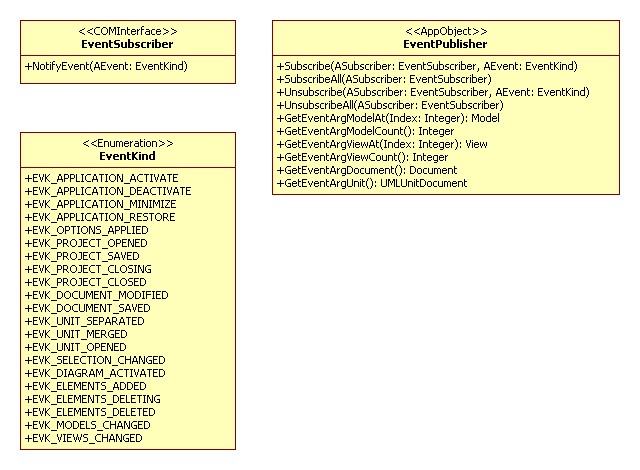 <<COMInterface>>
EventSubscriber
+NotifyEvent(AEvent: EventKind)
<<AppObject>>
EventPublisher
+Subscribe(ASubscriber: EventSubscriber, AEvent: EventKind)
+SubscribeAll(ASubscriber: EventSubscriber)
+Unsubscribe(ASubscriber: EventSubscriber, AEvent: EventKind)
+UnsubscribeAll(ASubscriber: EventSubscriber)
+GetEventArgModelAt(Index: Integer): Model
+GetEventArgModelCount(): Integer
+GetEventArgViewAt(Index: Integer): View
+GetEventArgViewCount(): Integer
+GetEventArgDocument(): Document
+GetEventArgUnit(): UMLUnitDocument
<<Enumeration>>
EventKind
+EVK_APPLICATION_ACTIVATE
+EVK_APPLICATION_DEACTIVATE
+EVK_APPLICATION_MINIMIZE
+EVK_APPLICATION_RESTORE
+EVK_OPTIONS_APPLIED
+EVK_PROJECT_OPENED
+EVK_PROJECT_SAVED
+EVK_PROJECT_CLOSING
+EVK_PROJECT_CLOSED
+EVK_DOCUMENT_MODIFIED
+EVK_DOCUMENT_SAVED
+EVK_UNIT_SEPARATED
+EVK_UNIT_MERGED
+EVK_UNIT_OPENED
+EVK_SELECTION_CHANGED
+EVK_DIAGRAM_ACTIVATED
+EVK_ELEMENTS_ADDED
+EVK_ELEMENTS_DELETING
+EVK_ELEMENTS_DELETED
+EVK_MODELS_CHANGED
+EVK_VIEWS_CHANGED